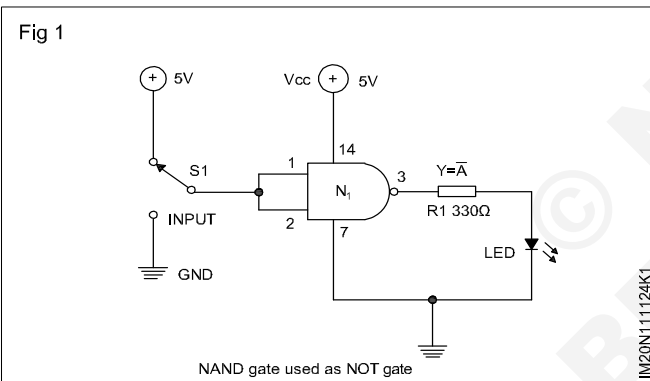 Fig 1
+ 5V
Vcc + 5V
14
S1
1
3
Y=A̅
N₁
R1 330Ω
INPUT
2
7
LED
GND
NAND gate used as NOT gate
IM20N111124K1
©